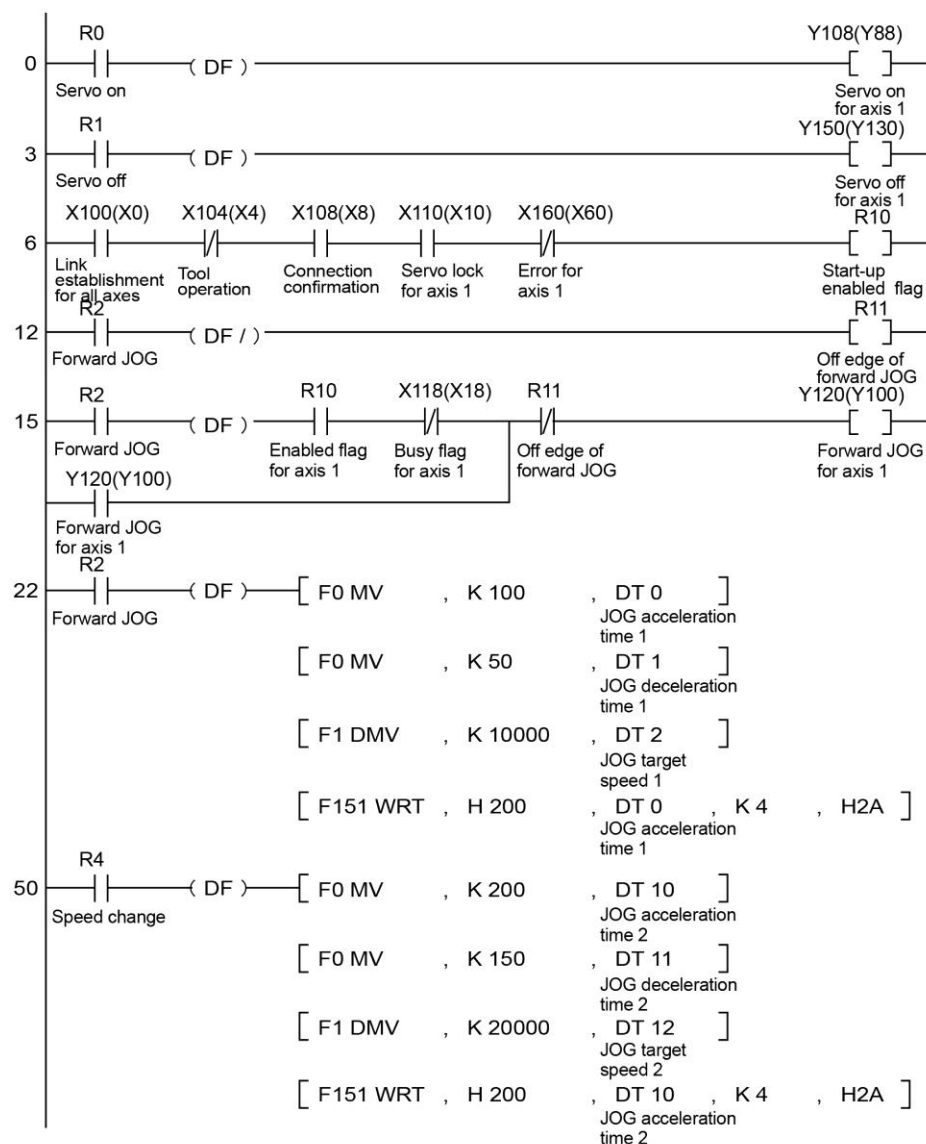 R0 Y108(Y88)
0 ( DF )
Servo on Servo on
for axis 1
R1 Y150(Y130)
3 ( DF )
Servo off Servo off
for axis 1
X100(X0) X104(X4) X108(X8) X110(X10) X160(X60) R10
6
Link Tool Connection Servo lock Error for Start-up
establishment operation confirmation for axis 1 axis 1 enabled flag
for all axes
R2 R11
12 ( DF / )
Forward JOG Off edge of
forward JOG
R2 R10 X118(X18) R11 Y120(Y100)
15 ( DF )
Forward JOG Enabled flag Busy flag Off edge of Forward JOG
for axis 1 for axis 1 forward JOG for axis 1
Y120(Y100)
Forward JOG
for axis 1
R2
22 ( DF ) [ F0 MV , K 100 , DT 0 ]
Forward JOG JOG acceleration
time 1
[ F0 MV , K 50 , DT 1 ]
JOG deceleration
time 1
[ F1 DMV , K 10000 , DT 2 ]
JOG target
speed 1
[ F151 WRT , H 200 , DT 0 , K 4 , H2A ]
JOG acceleration
time 1
R4
50 ( DF ) [ F0 MV , K 200 , DT 10 ]
Speed change JOG acceleration
time 2
[ F0 MV , K 150 , DT 11 ]
JOG deceleration
time 2
[ F1 DMV , K 20000 , DT 12 ]
JOG target
speed 2
[ F151 WRT , H 200 , DT 10 , K 4 , H2A ]
JOG acceleration
time 2